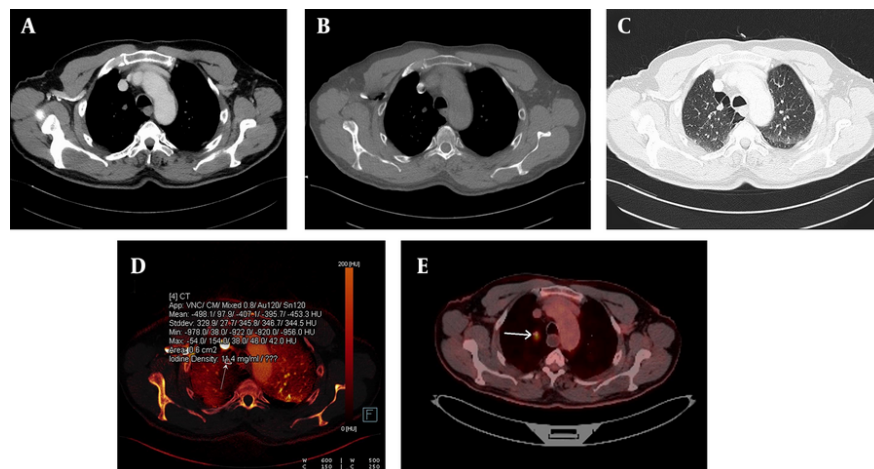 A
B
C
D
200 [HU]
[4] CT
App: VNC/ CM/ Mixed 0.8/ Au120/ Sn120
Mean: -498.1/ 97.9/ -407.1/ -395.7/ -453.3 HU
Stddev: 329.9/ 27.7/ 345.8/ 346.7/ 344.5 HU
Min: -978.0/ 38.0/ -922.0/ -920.0/ -956.0 HU
Max: -54.0/ 154.0/ 38.0/ 46.0/ 42.0 HU
Area: 0.6 cm2
Iodine Density: 11.4 mg/mL/ ???
F
0 [HU]
W 600 | W 500
C 150 | C 250
E